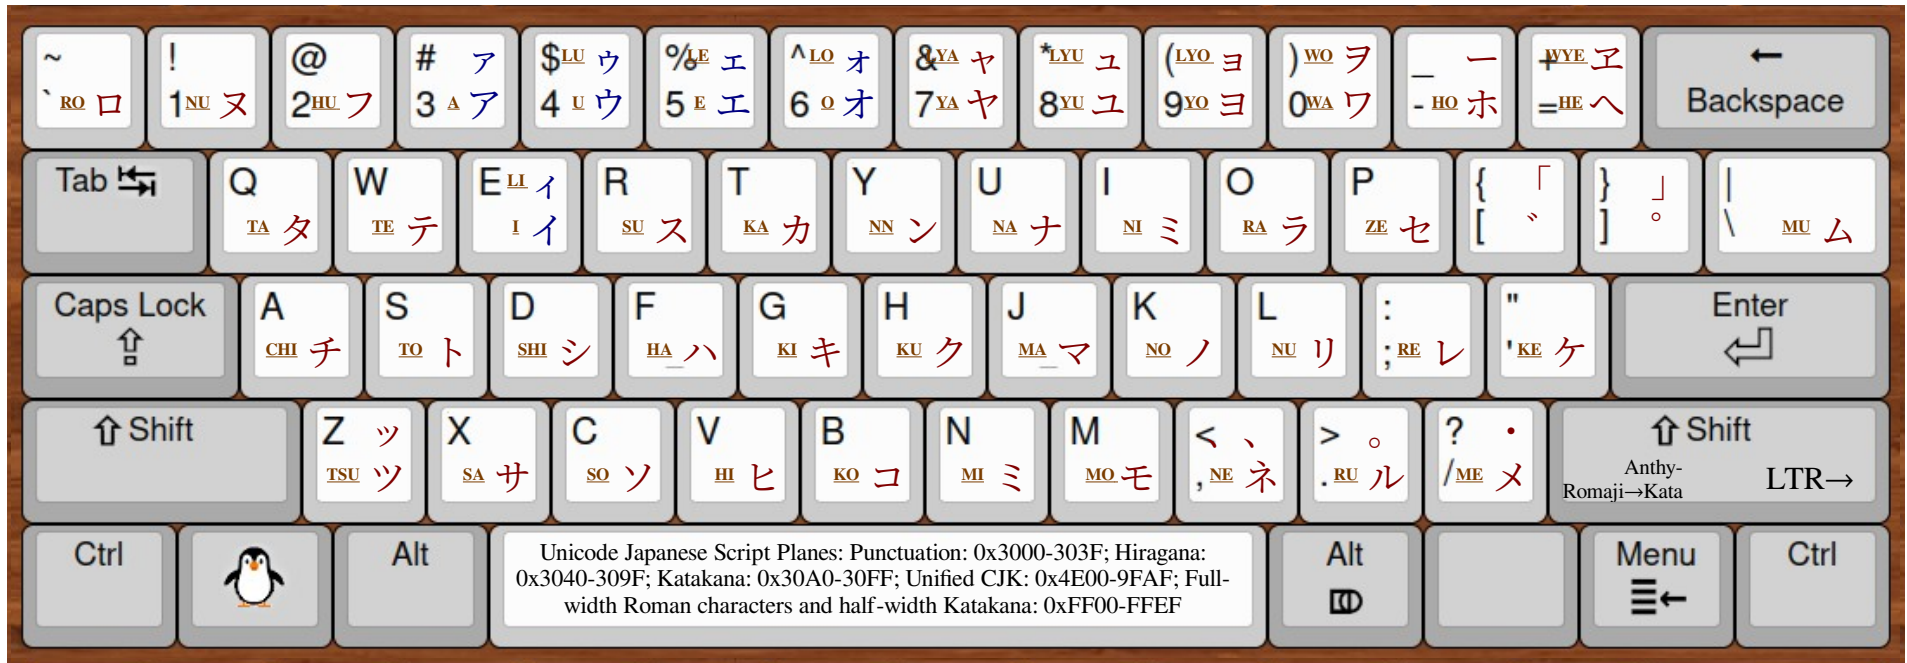 ~ ! @ # ァ $ LU ゥ % LE ェ ^ LO ォ & LYA ャ * LYU ュ ( LYO ョ ) WO ヲ _ ー + WYE ヱ ←
` RO ロ 1 NU ヌ 2 HU フ 3 A ア 4 U ウ 5 E エ 6 O オ 7 YA ヤ 8 YU ユ 9 YO ヨ 0 WA ワ - HO ホ = HE へ Backspace
Tab Q W E LI ィ R T Y U I O P { 「 } 」 |
TA タ TE テ I イ SU ス KA カ NN ン NA ナ NI ミ RA ラ ZE セ [ ゛ ] ゜ \ MU ム
Caps Lock A S D F G H J K L : " Enter
CHI チ TO ト SHI シ HA _ ハ KI キ KU ク MA _ マ NO ノ NU リ ; RE レ ' KE ケ
⇧ Shift Z ッ X C V B N M < 、 > 。 ? ・ ⇧ Shift
TSU ツ SA サ SO ソ HI ヒ KO コ MI ミ MO モ , NE ネ . RU ル / ME メ Anthy-
Romaji→Kata LTR→
Ctrl Alt Unicode Japanese Script Planes: Punctuation: 0x3000-303F; Hiragana: Alt Menu Ctrl
0x3040-309F; Katakana: 0x30A0-30FF; Unified CJK: 0x4E00-9FAF; Full-
width Roman characters and half-width Katakana: 0xFF00-FFEF